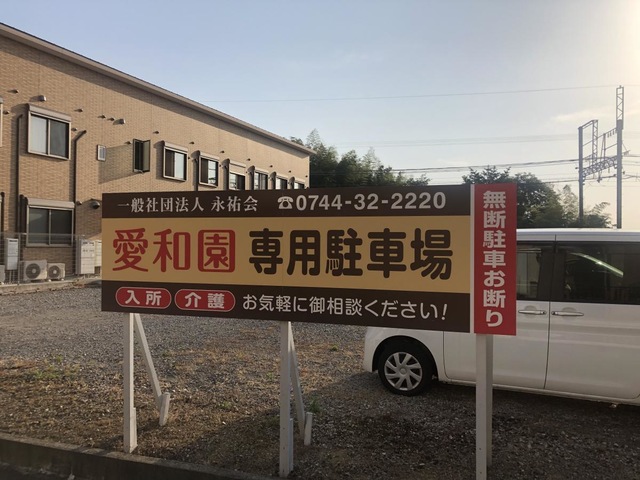 一般社団法人 永祐会 ☎0744-32-2220
愛和園 専用駐車場
入所 介護 お気軽に御相談ください!
無断駐車お断り